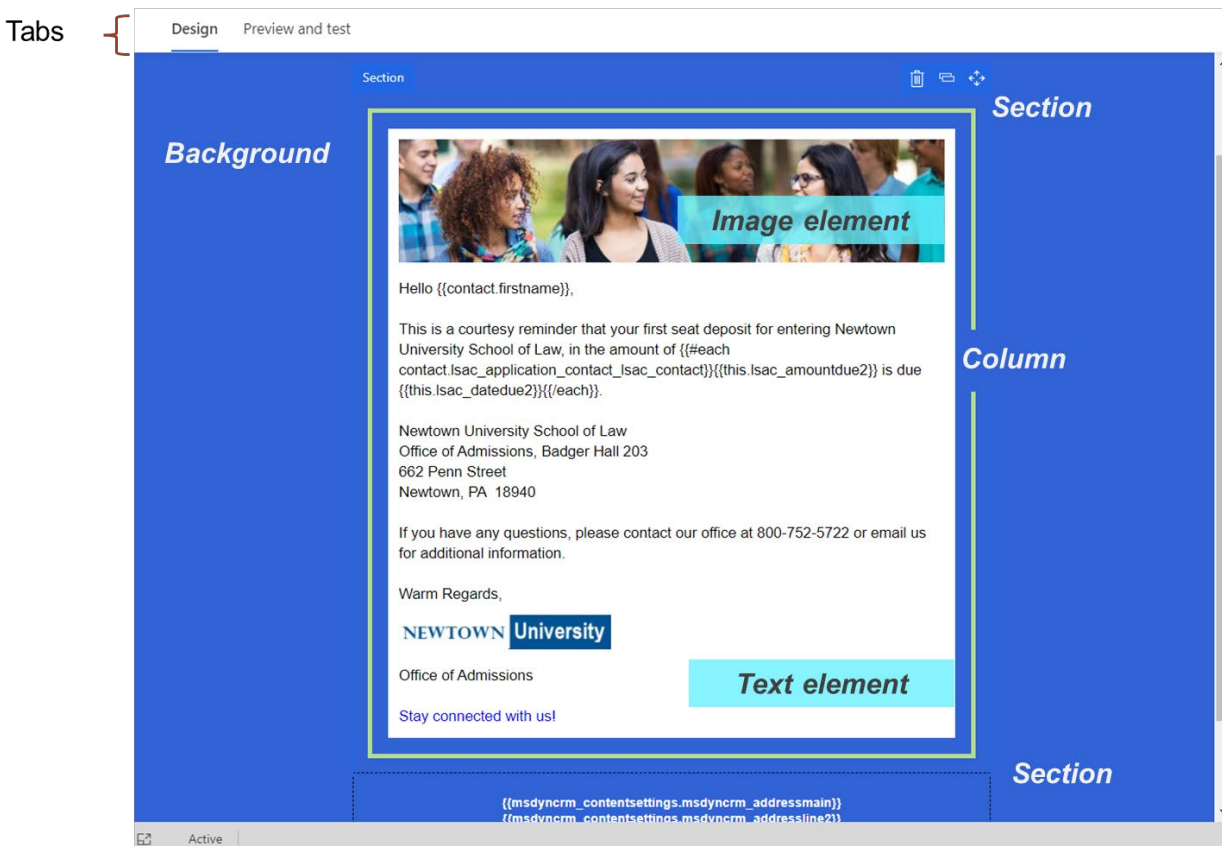 Tabs
Design Preview and test
Section
Section
Background
Image element
Hello {{contact.firstname}},
This is a courtesy reminder that your first seat deposit for entering Newtown
University School of Law, in the amount of {{#each
contact.lsac_application_contact_lsac_contact}}{{this.lsac_amountdue2}} is due
{{this.lsac_datedue2}}{{/each}}.
Column
Newtown University School of Law
Office of Admissions, Badger Hall 203
662 Penn Street
Newtown, PA  18940
If you have any questions, please contact our office at 800-752-5722 or email us
for additional information.
Warm Regards,
NEWTOWN University
Office of Admissions
Text element
Stay connected with us!
Section
{{msdyncrm_contentsettings.msdyncrm_addressmain}}
{{msdyncrm_contentsettings.msdyncrm_addressline2}}
Active